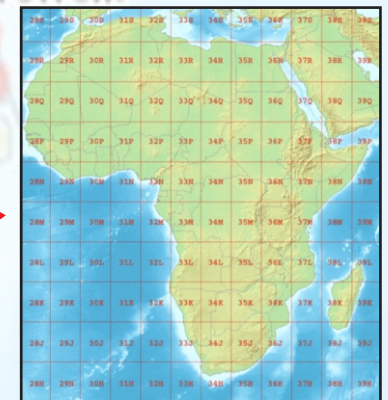 28S 29S 30S 31S 32S 33S 34S 35S 36S 37S 38S 39S
28R 29R 30R 31R 32R 33R 34R 35R 36R 37R 38R 39R
28Q 29Q 30Q 31Q 32Q 33Q 34Q 35Q 36Q 37Q 38Q 39Q
28P 29P 30P 31P 32P 33P 34P 35P 36P 37P 38P 39P
28N 29N 30N 31N 32N 33N 34N 35N 36N 37N 38N 39N
28M 29M 30M 31M 32M 33M 34M 35M 36M 37M 38M 39M
28L 29L 30L 31L 32L 33L 34L 35L 36L 37L 38L 39L
28K 29K 30K 31K 32K 33K 34K 35K 36K 37K 38K 39K
28J 29J 30J 31J 32J 33J 34J 35J 36J 37J 38J 39J
28H 29H 30H 31H 32H 33H 34H 35H 36H 37H 38H 39H